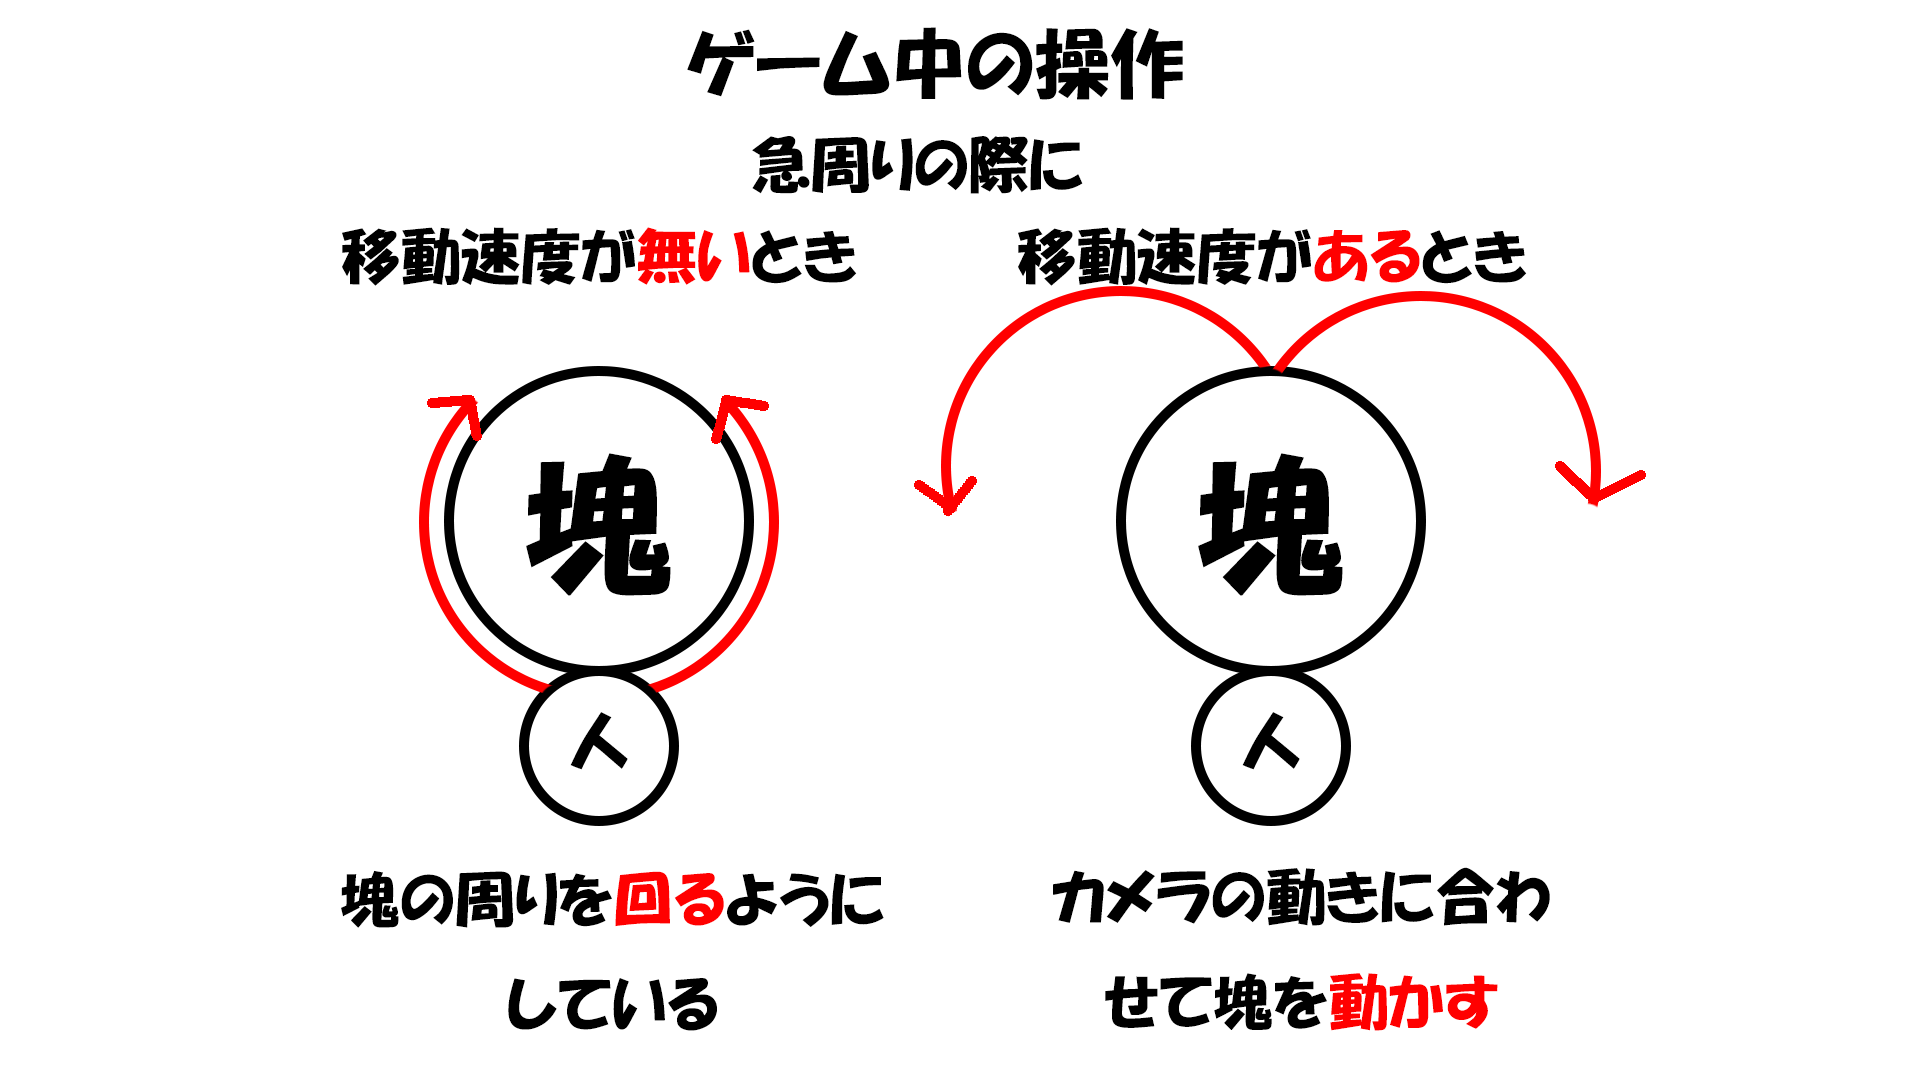 ゲーム中の操作
急周りの際に
移動速度が無いとき
塊
人
塊の周りを回るように
している
移動速度があるとき
塊
人
カメラの動きに合わ
せて塊を動かす